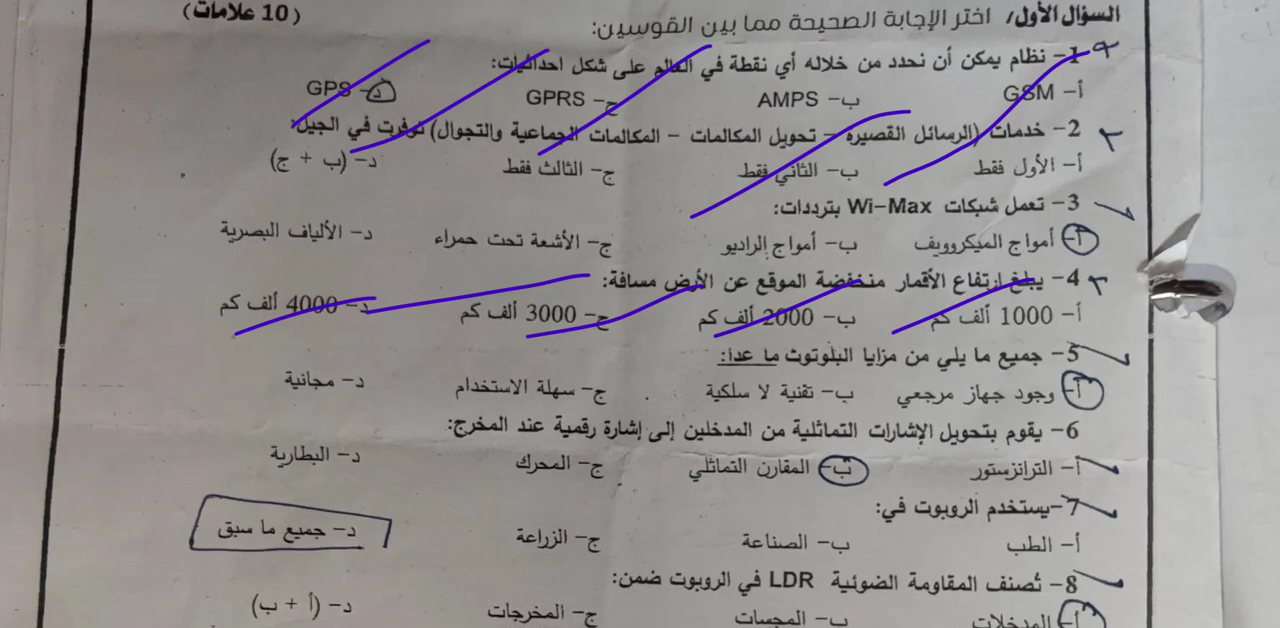 السؤال الأول/ اختر الإجابة الصحيحة مما بين القوسين: (10 علامات)
1- نظام يمكن أن نحدد من خلاله أي نقطة في العالم على شكل احداثيات:
أ- GSM ب- AMPS ج- GPRS د- GPS
2- خدمات (الرسائل القصيره - تحويل المكالمات - المكالمات الجماعية والتجوال) توفرت في الجيل:
أ- الأول فقط ب- الثاني فقط ج- الثالث فقط د- (ب + ج)
3- تعمل شبكات Wi-Max بترددات:
أ- أمواج الميكروويف ب- أمواج الراديو ج- الأشعة تحت حمراء د- الألياف البصرية
4- يبلغ ارتفاع الأقمار منخفضة الموقع عن الأرض مسافة:
أ- 1000 ألف كم ب- 2000 ألف كم ج- 3000 ألف كم د- 4000 ألف كم
5- جميع ما يلي من مزايا البلوتوث ما عدا:
أ- وجود جهاز مرجعي ب- تقنية لا سلكية ج- سهلة الاستخدام د- مجانية
6- يقوم بتحويل الإشارات التماثلية من المدخلين إلى إشارة رقمية عند المخرج:
أ- الترانزستور ب- المقارن التماثلي ج- المحرك د- البطارية
7-يستخدم الروبوت في:
أ- الطب ب- الصناعة ج- الزراعة د- جميع ما سبق
8- تُصنف المقاومة الضوئية LDR في الروبوت ضمن:
أ- المدخلات ب- المجسات ج- المخرجات د- (أ + ب)